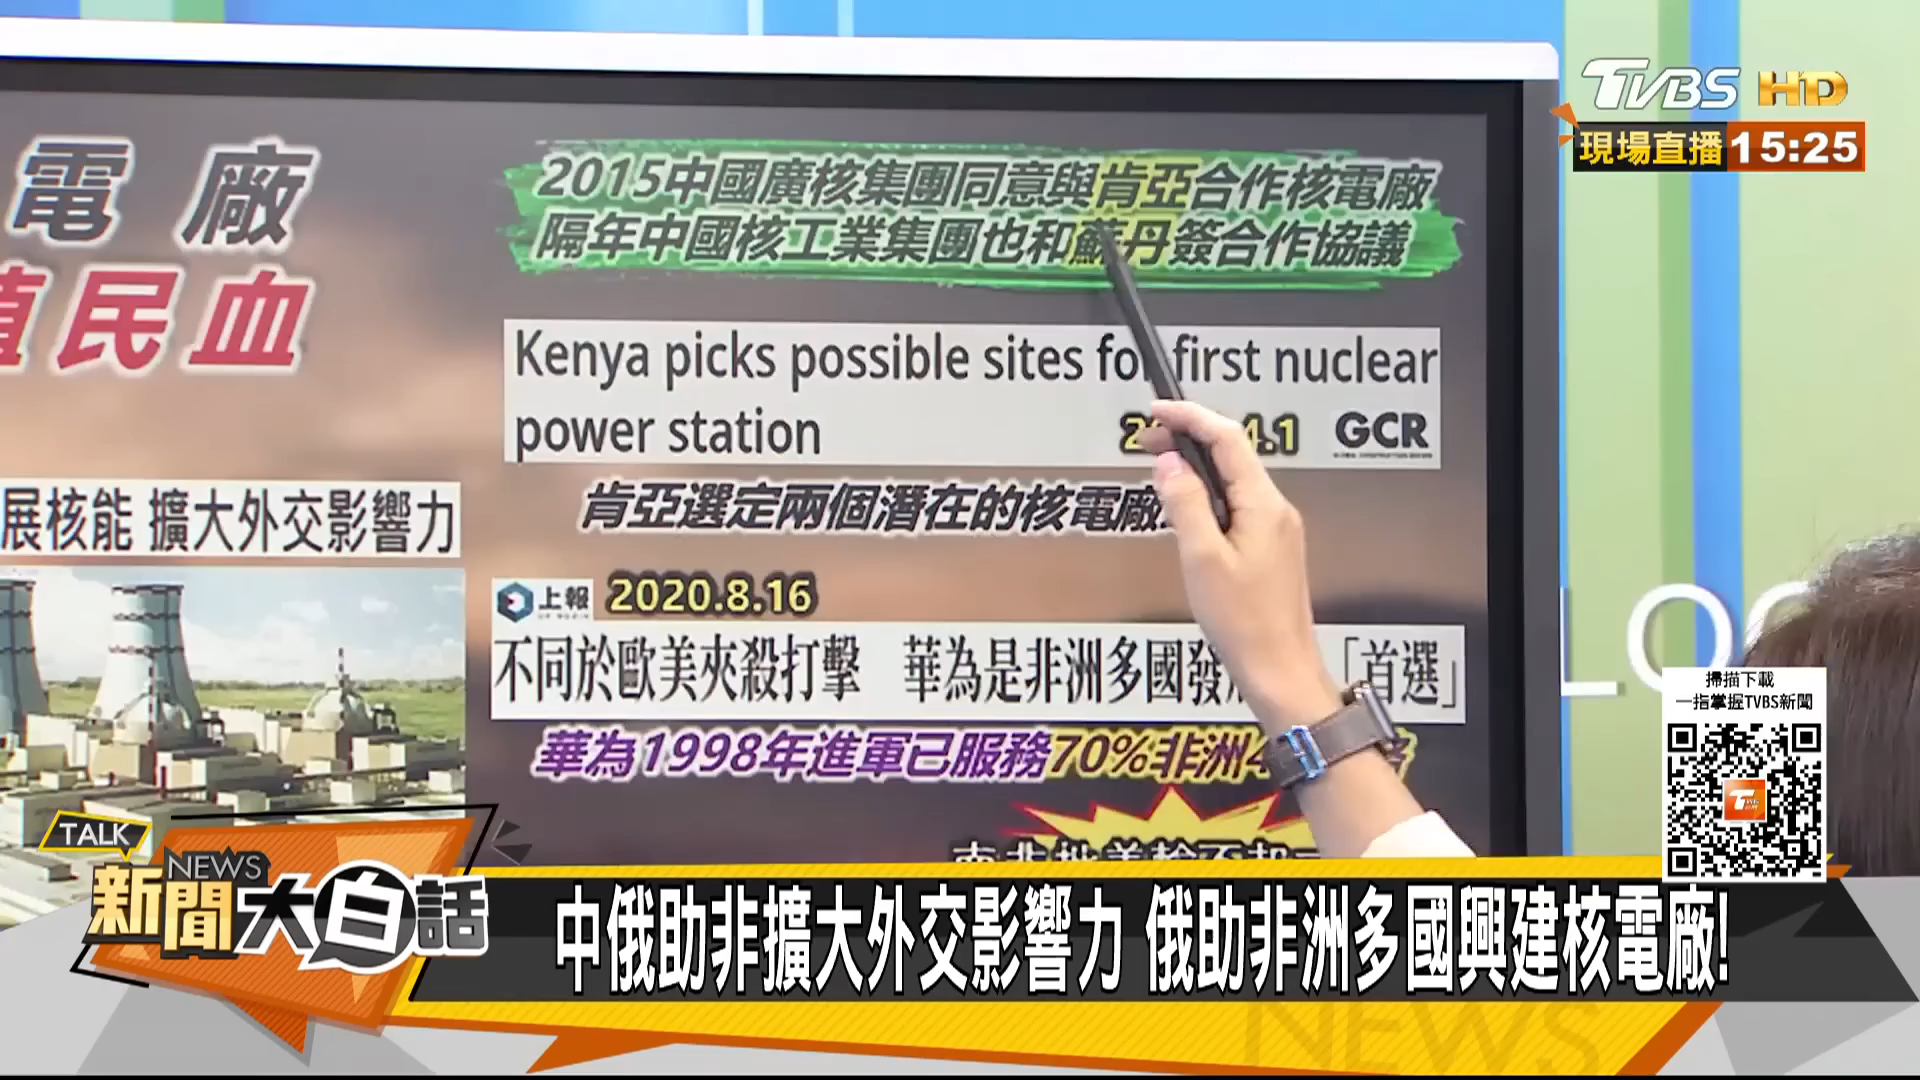 TVBS HD
現場直播 15:25
電廠
民血
2015中國廣核集團同意與肯亞合作核電廠
隔年中國核工業集團也和蘇丹簽合作協議
Kenya picks possible sites for first nuclear
power station
4.1 GCR
肯亞選定兩個潛在的核電廠
展核能 擴大外交影響力
上報 2020.8.16
不同於歐美夾殺打擊 華為是非洲多國發 「首選」
華為1998年進軍已服務70%非洲4
掃描下載
一指掌握TVBS新聞
TALK
NEWS
新聞大白話
中俄助非擴大外交影響力 俄助非洲多國興建核電廠!
NEWS